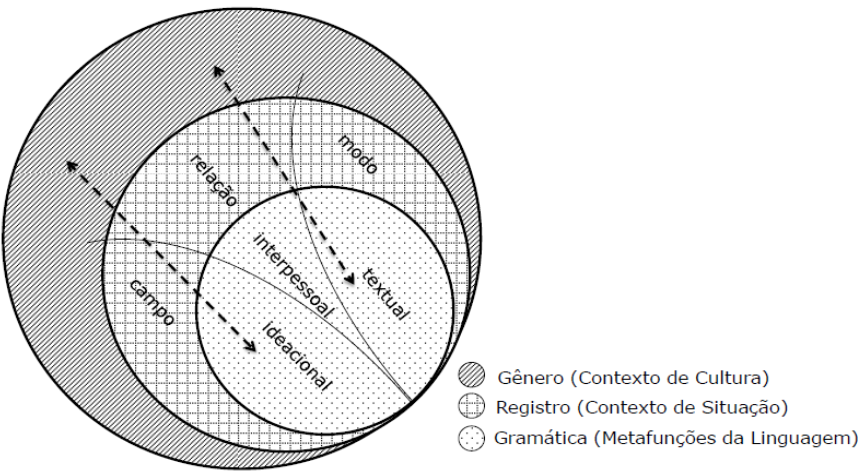 modo
relação
textual
interpessoal
campo
Ideacional
Gênero (Contexto de Cultura)
Registro (Contexto de Situação)
Gramática (Metafunções da Linguagem)